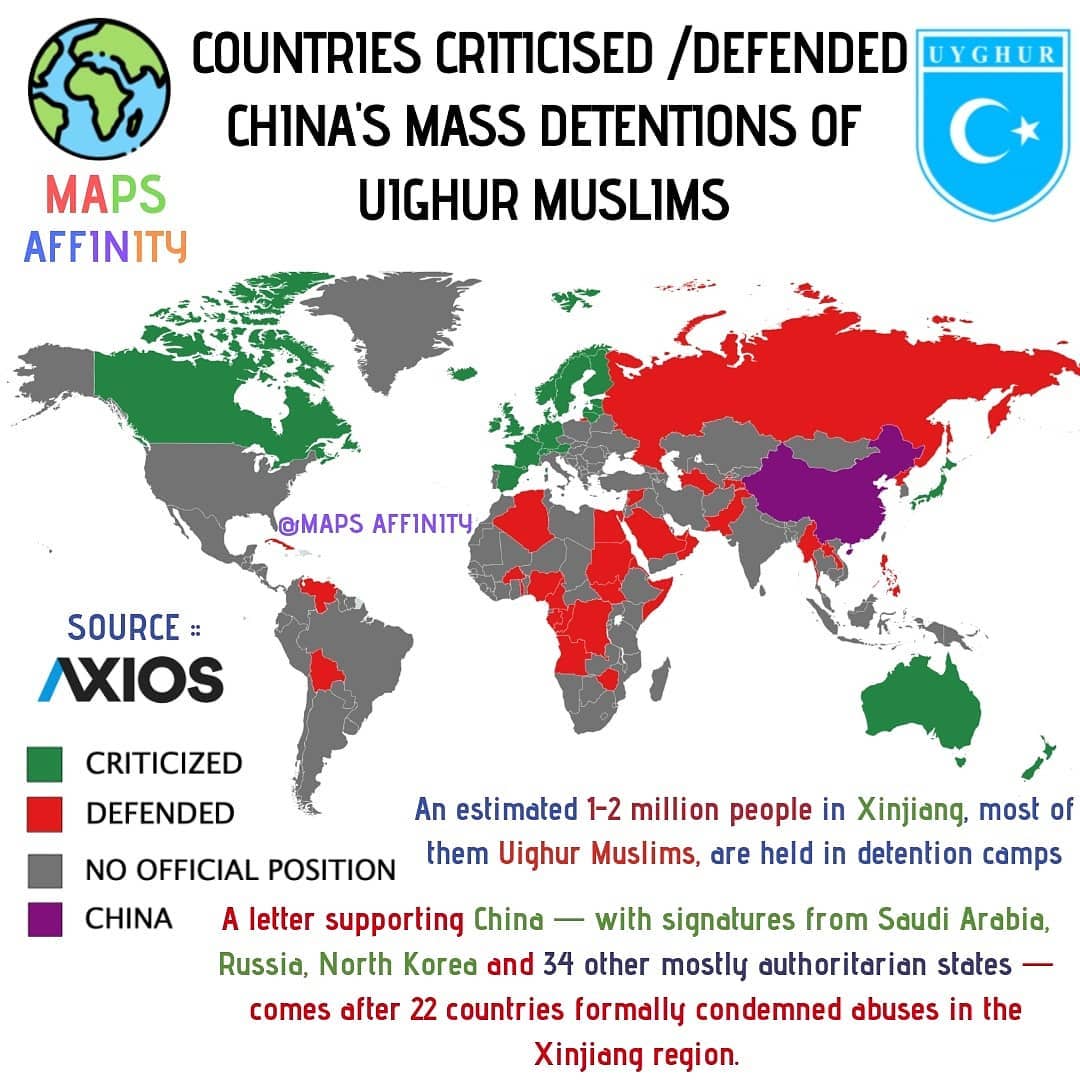 COUNTRIES CRITICISED /DEFENDED
CHINA'S MASS DETENTIONS OF
UIGHUR MUSLIMS
UYGHUR
MAPS
AFFINITY
@MAPS AFFINITY
SOURCE ::
AXIOS
CRITICIZED
DEFENDED
NO OFFICIAL POSITION
CHINA
An estimated 1-2 million people in Xinjiang, most of
them Uighur Muslims, are held in detention camps
A letter supporting China — with signatures from Saudi Arabia,
Russia, North Korea and 34 other mostly authoritarian states —
comes after 22 countries formally condemned abuses in the
Xinjiang region.